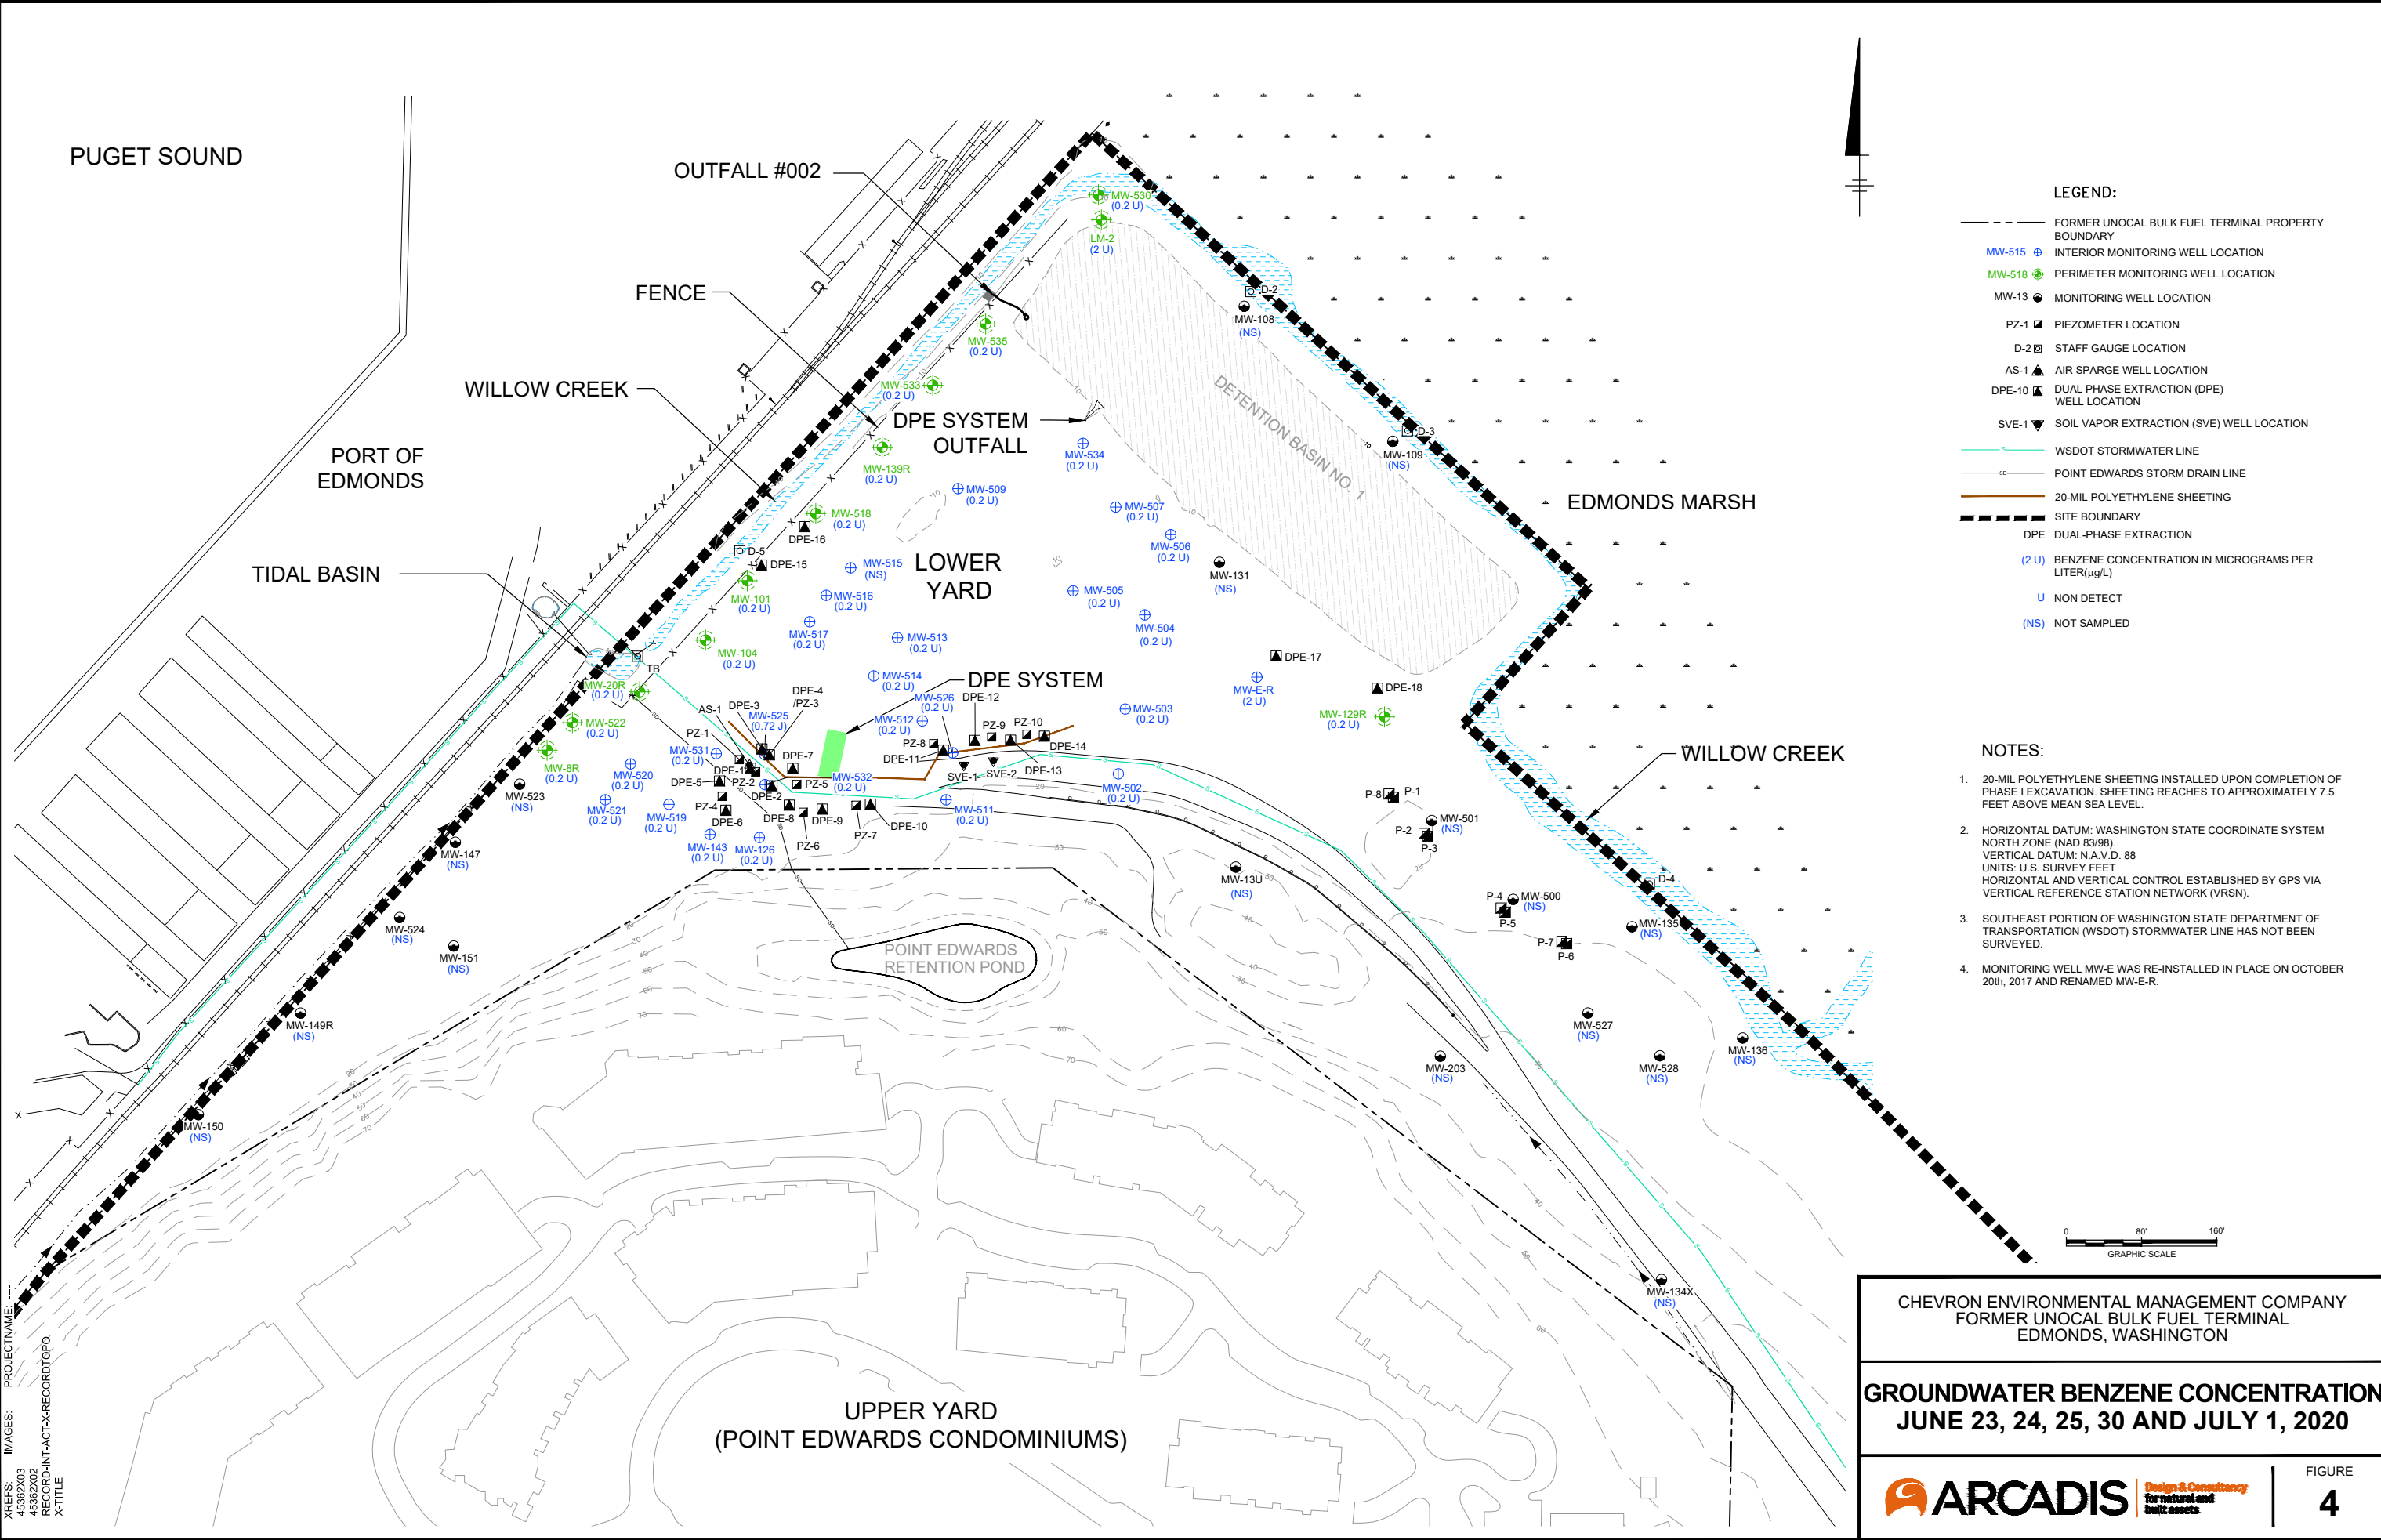 PUGET SOUND
OUTFALL #002
FENCE
WILLOW CREEK
PORT OF
EDMONDS
TIDAL BASIN
DPE SYSTEM
OUTFALL
LOWER
YARD
DPE SYSTEM
DETENTION BASIN NO. 1
EDMONDS MARSH
WILLOW CREEK
POINT EDWARDS
RETENTION POND
UPPER YARD
(POINT EDWARDS CONDOMINIUMS)
MW-530
(0.2 U)
LM-2
(2 U)
D-2
MW-108
(NS)
MW-535
(0.2 U)
MW-533
(0.2 U)
D-3
MW-109
(NS)
MW-534
(0.2 U)
MW-139R
(0.2 U)
MW-509
(0.2 U)
MW-507
(0.2 U)
MW-518
(0.2 U)
DPE-16
MW-506
(0.2 U)
D-5
DPE-15
MW-515
(NS)
MW-131
(NS)
MW-101
(0.2 U)
MW-516
(0.2 U)
MW-505
(0.2 U)
MW-517
(0.2 U)
MW-513
(0.2 U)
MW-504
(0.2 U)
MW-104
(0.2 U)
TB
DPE-17
MW-514
(0.2 U)
MW-E-R
(2 U)
DPE-18
MW-20R
(0.2 U)
DPE-4
/PZ-3
MW-526
(0.2 U)
DPE-12
AS-1
DPE-3
MW-525
(0.72 J)
MW-512
(0.2 U)
MW-503
(0.2 U)
MW-129R
(0.2 U)
MW-522
(0.2 U)
PZ-1
PZ-9
PZ-10
PZ-8
DPE-14
MW-531
(0.2 U)
DPE-7
DPE-11
MW-8R
(0.2 U)
MW-520
(0.2 U)
DPE-1
DPE-5
PZ-2
PZ-5
MW-532
(0.2 U)
SVE-1
SVE-2
DPE-13
MW-502
(0.2 U)
MW-523
(NS)
MW-521
(0.2 U)
MW-519
(0.2 U)
PZ-4
DPE-2
DPE-6
DPE-8
DPE-9
PZ-6
PZ-7
DPE-10
MW-511
(0.2 U)
P-8
P-1
MW-501
(NS)
P-2
P-3
MW-143
(0.2 U)
MW-126
(0.2 U)
MW-147
(NS)
MW-13U
(NS)
D-4
P-4
MW-500
(NS)
P-5
MW-524
(NS)
MW-151
(NS)
MW-135
(NS)
P-7
P-6
MW-149R
(NS)
MW-527
(NS)
MW-136
(NS)
MW-203
(NS)
MW-528
(NS)
MW-150
(NS)
MW-134X
(NS)
LEGEND:
FORMER UNOCAL BULK FUEL TERMINAL PROPERTY
BOUNDARY
MW-515 INTERIOR MONITORING WELL LOCATION
MW-518 PERIMETER MONITORING WELL LOCATION
MW-13 MONITORING WELL LOCATION
PZ-1 PIEZOMETER LOCATION
D-2 STAFF GAUGE LOCATION
AS-1 AIR SPARGE WELL LOCATION
DPE-10 DUAL PHASE EXTRACTION (DPE)
WELL LOCATION
SVE-1 SOIL VAPOR EXTRACTION (SVE) WELL LOCATION
S WSDOT STORMWATER LINE
SD POINT EDWARDS STORM DRAIN LINE
20-MIL POLYETHYLENE SHEETING
SITE BOUNDARY
DPE DUAL-PHASE EXTRACTION
(2 U) BENZENE CONCENTRATION IN MICROGRAMS PER
LITER(µg/L)
U NON DETECT
(NS) NOT SAMPLED
NOTES:
1. 20-MIL POLYETHYLENE SHEETING INSTALLED UPON COMPLETION OF
PHASE I EXCAVATION. SHEETING REACHES TO APPROXIMATELY 7.5
FEET ABOVE MEAN SEA LEVEL.
2. HORIZONTAL DATUM: WASHINGTON STATE COORDINATE SYSTEM
NORTH ZONE (NAD 83/98).
VERTICAL DATUM: N.A.V.D. 88
UNITS: U.S. SURVEY FEET
HORIZONTAL AND VERTICAL CONTROL ESTABLISHED BY GPS VIA
VERTICAL REFERENCE STATION NETWORK (VRSN).
3. SOUTHEAST PORTION OF WASHINGTON STATE DEPARTMENT OF
TRANSPORTATION (WSDOT) STORMWATER LINE HAS NOT BEEN
SURVEYED.
4. MONITORING WELL MW-E WAS RE-INSTALLED IN PLACE ON OCTOBER
20th, 2017 AND RENAMED MW-E-R.
0 80' 160'
GRAPHIC SCALE
CHEVRON ENVIRONMENTAL MANAGEMENT COMPANY
FORMER UNOCAL BULK FUEL TERMINAL
EDMONDS, WASHINGTON
GROUNDWATER BENZENE CONCENTRATION
JUNE 23, 24, 25, 30 AND JULY 1, 2020
ARCADIS
Design & Consultancy
for natural and
built assets
FIGURE
4
XREFS: IMAGES: PROJECTNAME: ----
45362X03
45362X02
RECORD-INT-ACT-X-RECORDTOPO
X-TITLE